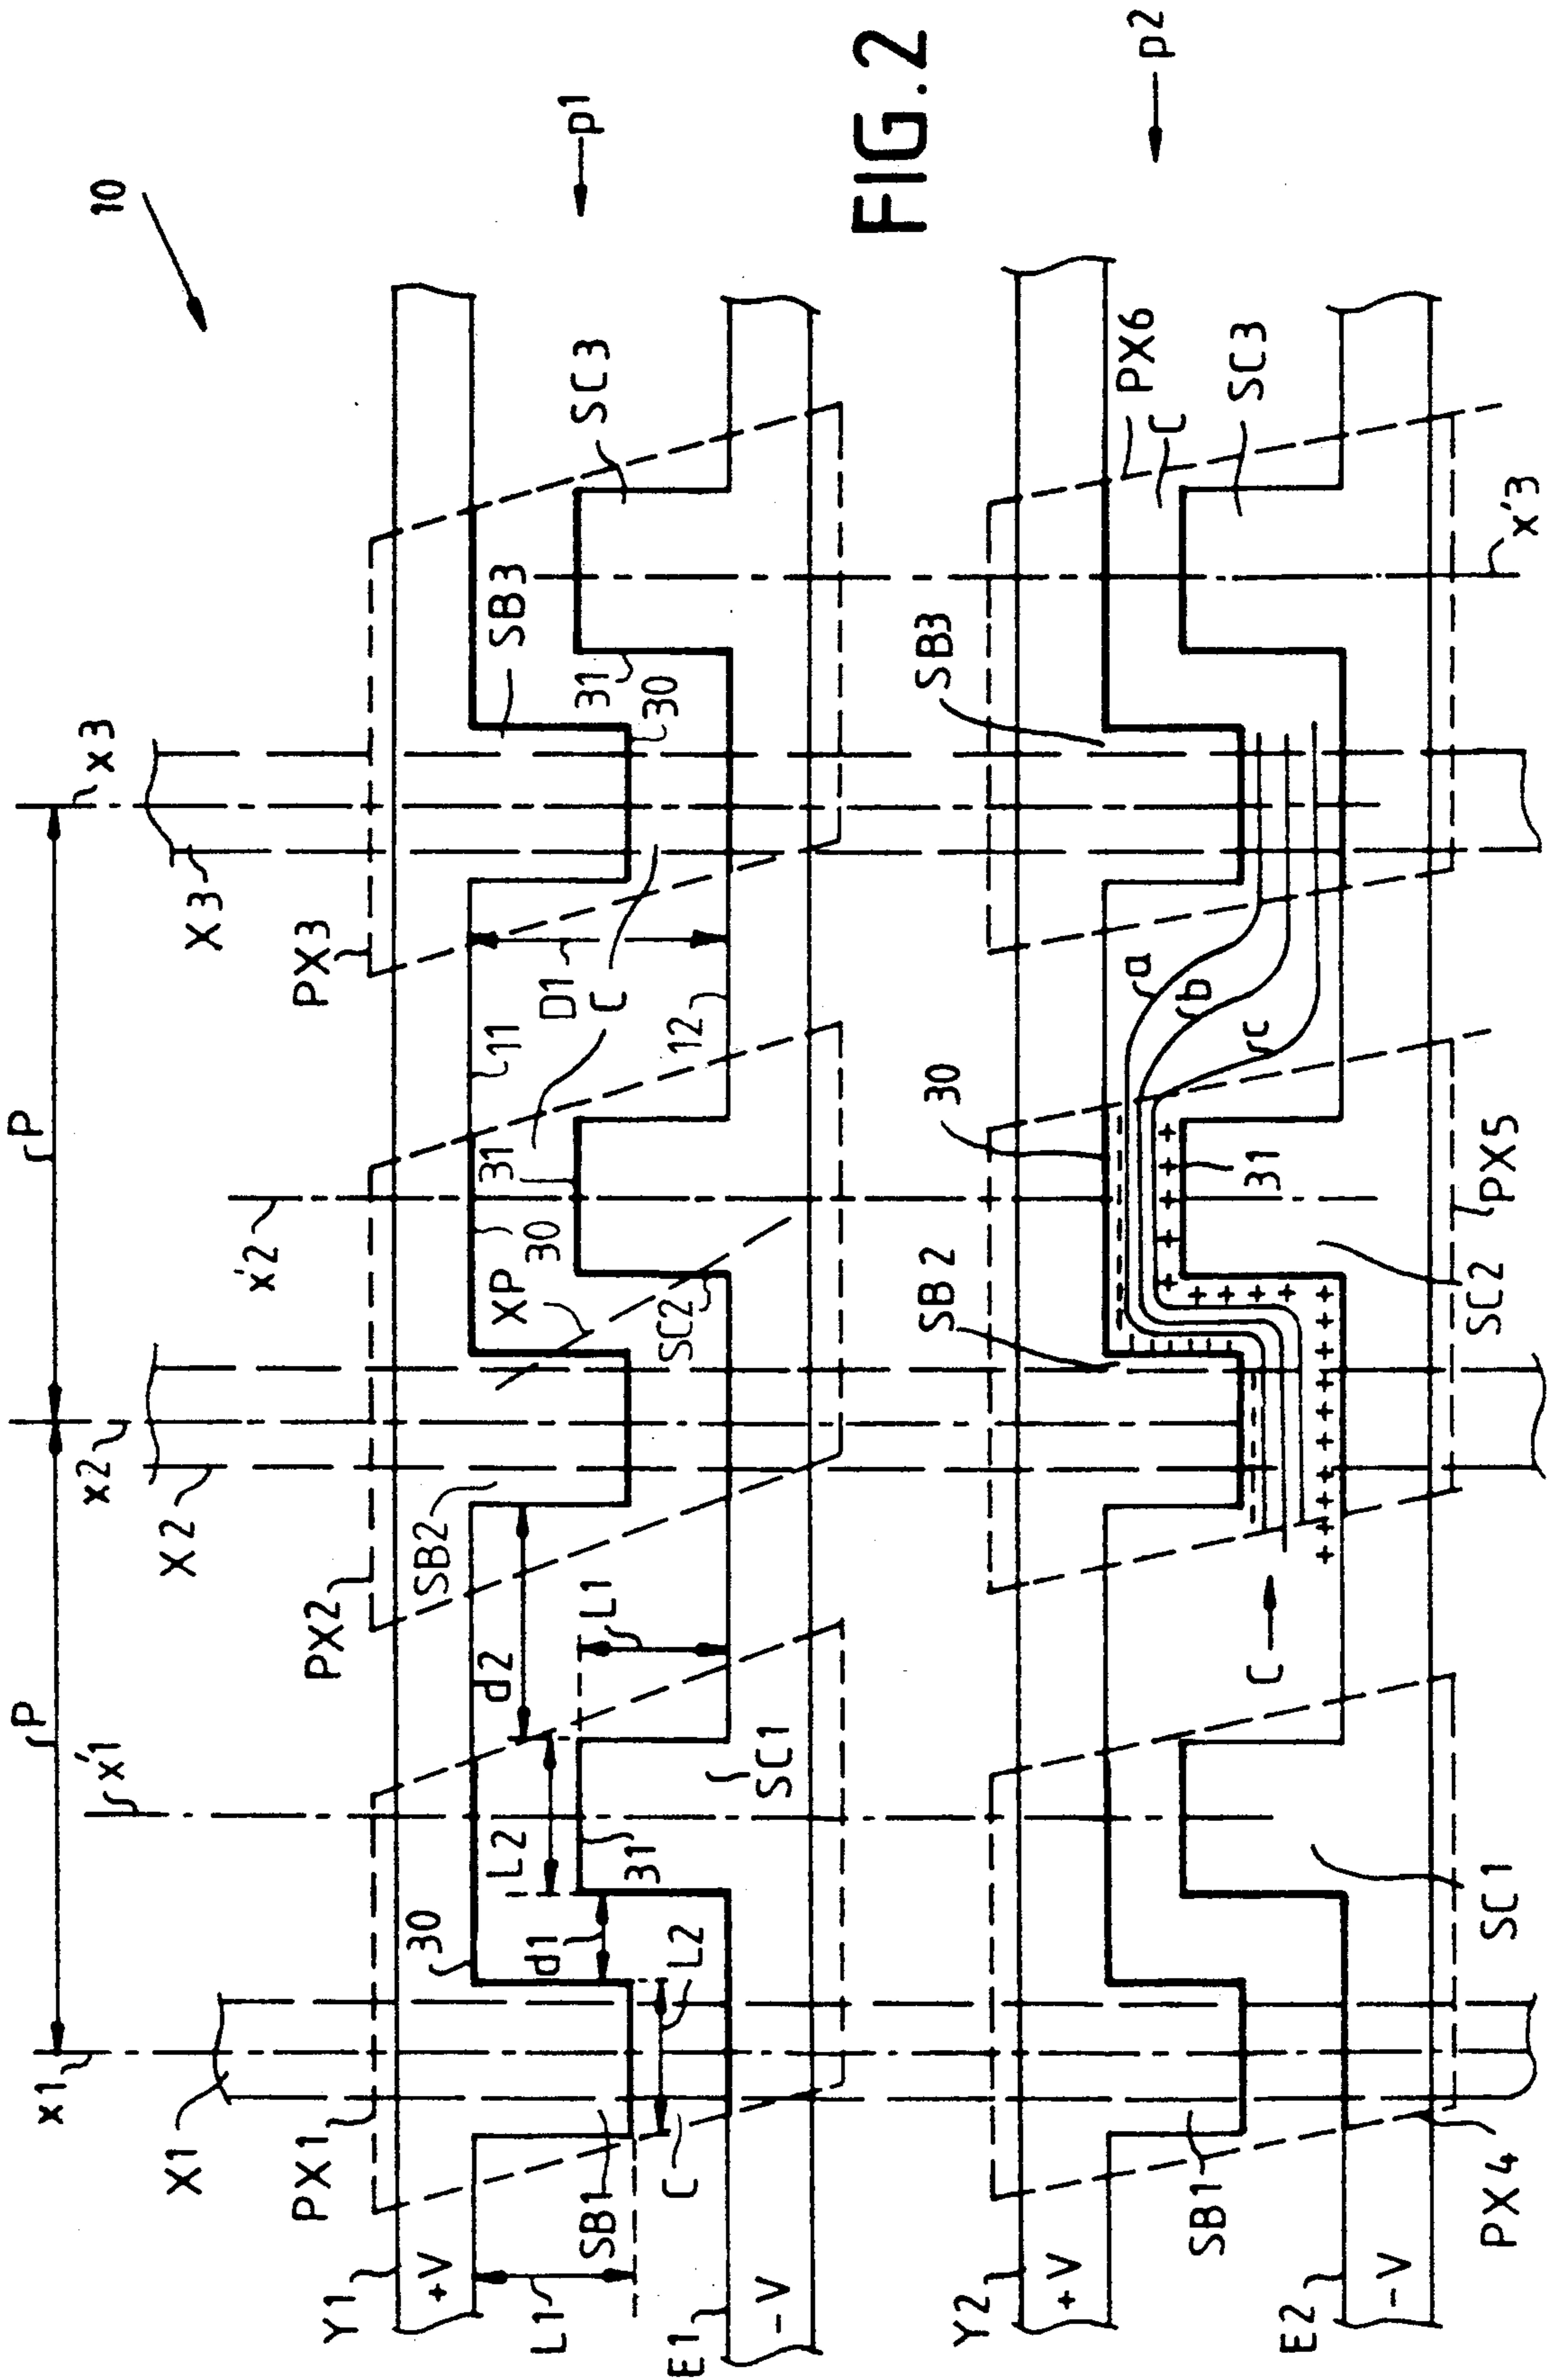 10
P
P
x1
x'1
x2
x'2
x3
X1
X2
X3
PX1
PX2
PX3
Y1
+V
30
11
SB3
L1
SB1
C
d1
L2
L2
31
d2
L1
SC1
SB2
XP
30
31
SC2
C
D1
12
31
30
SC3
E1
-V
p1
FIG.2
Y2
+V
SB2
30
SB3
PX6
C
SC3
a
b
c
31
C
SB1
SC1
SC2
PX5
E2
-V
PX4
x'3
p2